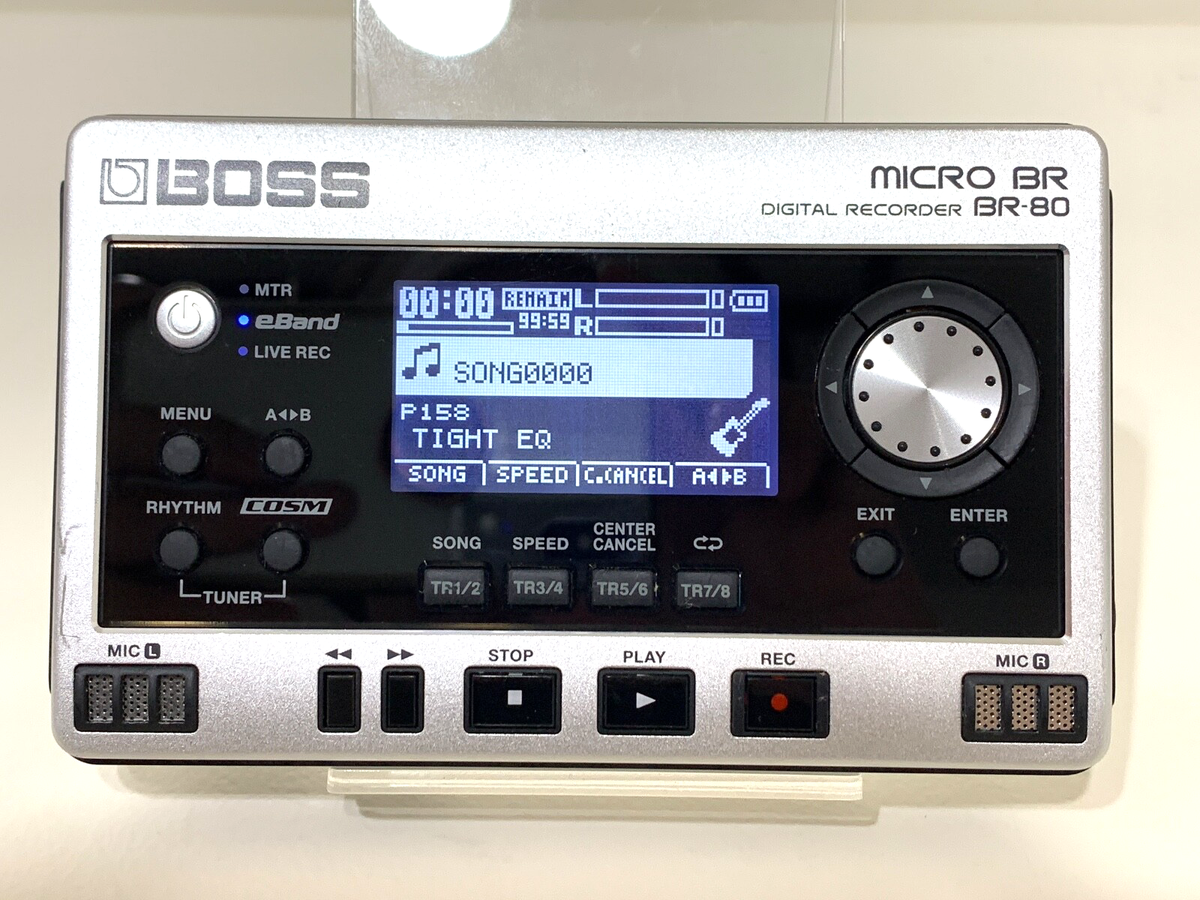 BOSS
MICRO BR
DIGITAL RECORDER BR-80
MTR
eBand
LIVE REC
MENU
A◂▸B
RHYTHM
COSM
TUNER
00:00
REMAIN
99:59
L
R
SONG0000
P158
TIGHT EQ
SONG
SPEED
C.CANCEL
A◂▸B
SONG
SPEED
CENTER
CANCEL
TR1/2
TR3/4
TR5/6
TR7/8
EXIT
ENTER
MIC L
◀◀
▶▶
STOP
PLAY
REC
MIC R